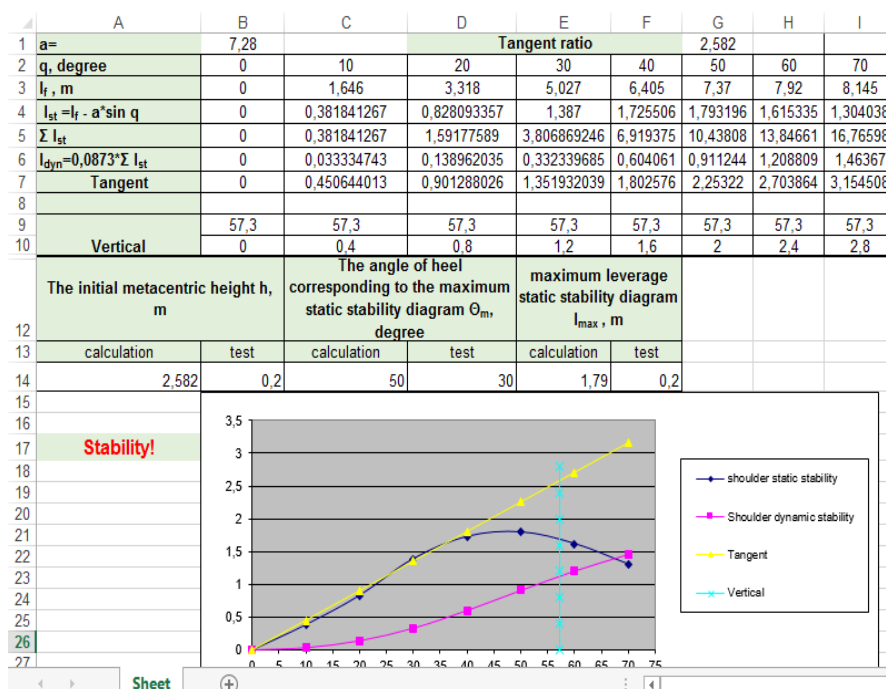 A B C D E F G H I
1 a= 7,28 Tangent ratio 2,582
2 q, degree 0 10 20 30 40 50 60 70
3 lf , m 0 1,646 3,318 5,027 6,405 7,37 7,92 8,145
4 lst =lf - a*sin q 0 0,381841267 0,828093357 1,387 1,725506 1,793196 1,615335 1,304038
5 Σ lst 0 0,381841267 1,59177589 3,806869246 6,919375 10,43808 13,84661 16,76598
6 ldyn=0,0873*Σ lst 0 0,033334743 0,138962035 0,332339685 0,604061 0,911244 1,208809 1,46367
7 Tangent 0 0,450644013 0,901288026 1,351932039 1,802576 2,25322 2,703864 3,154508
8
9 57,3 57,3 57,3 57,3 57,3 57,3 57,3 57,3
10 Vertical 0 0,4 0,8 1,2 1,6 2 2,4 2,8
The initial metacentric height h,
m
The angle of heel
corresponding to the maximum
static stability diagram Θm,
degree
maximum leverage
static stability diagram
lmax , m
12
13 calculation test calculation test calculation test
14 2,582 0,2 50 30 1,79 0,2
15
16
17 Stability!
18
19
20
21
22
23
24
25
26
27
3,5
3
2,5
2
1,5
1
0,5
0
0 5 10 15 20 25 30 35 40 45 50 55 60 65 70 75
shoulder static stability
Shoulder dynamic stability
Tangent
Vertical
Sheet